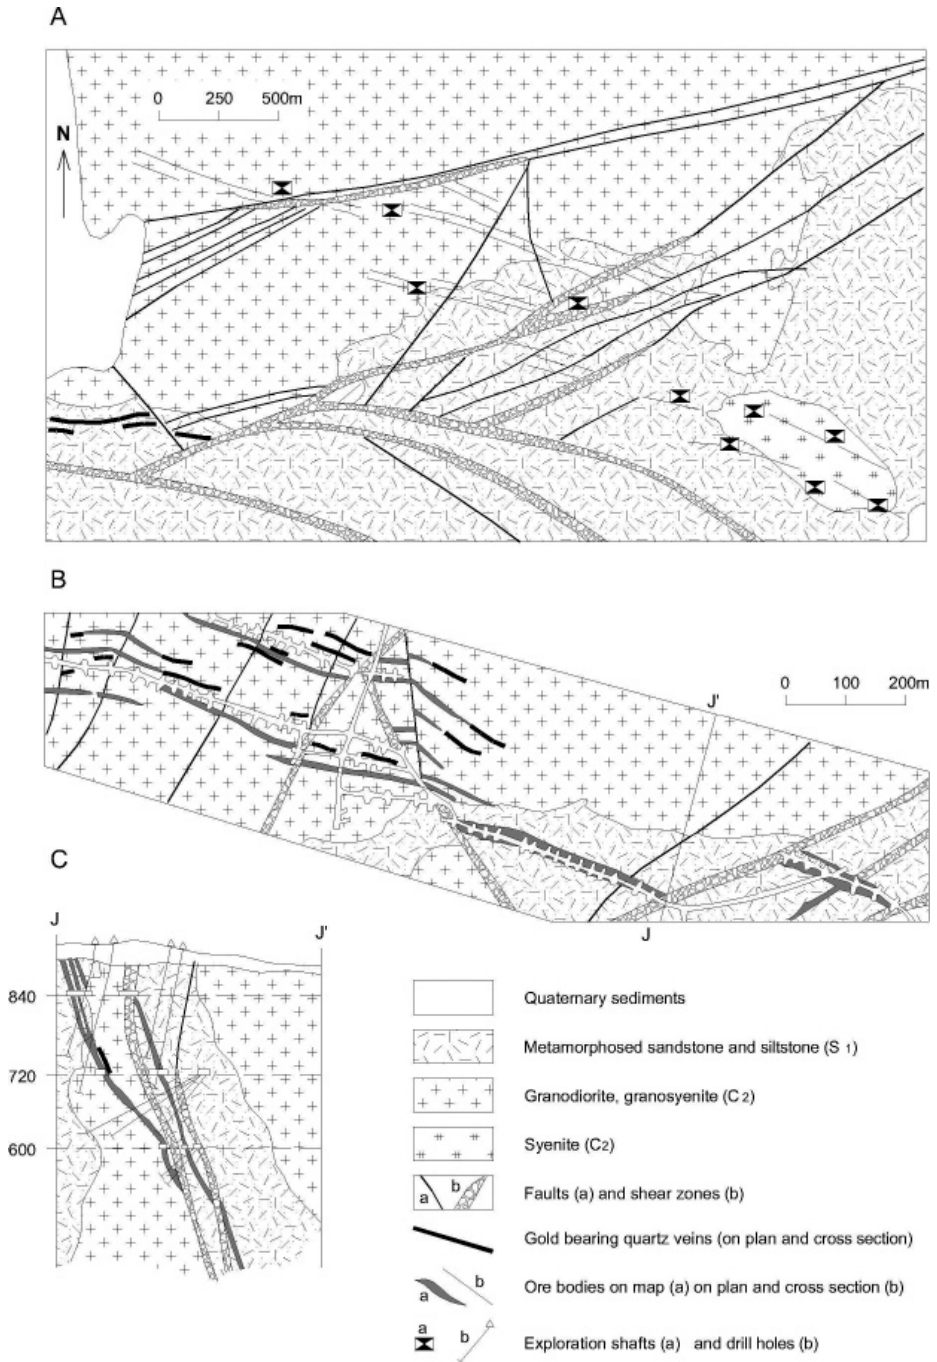 A
0 250 500m
N
B
J'
0 100 200m
C
J J'
J
840
720
600
Quaternary sediments
Metamorphosed sandstone and siltstone (S 1)
Granodiorite, granosyenite (C 2)
Syenite (C2)
a b
Faults (a) and shear zones (b)
Gold bearing quartz veins (on plan and cross section)
a b
Ore bodies on map (a) on plan and cross section (b)
a b
Exploration shafts (a) and drill holes (b)